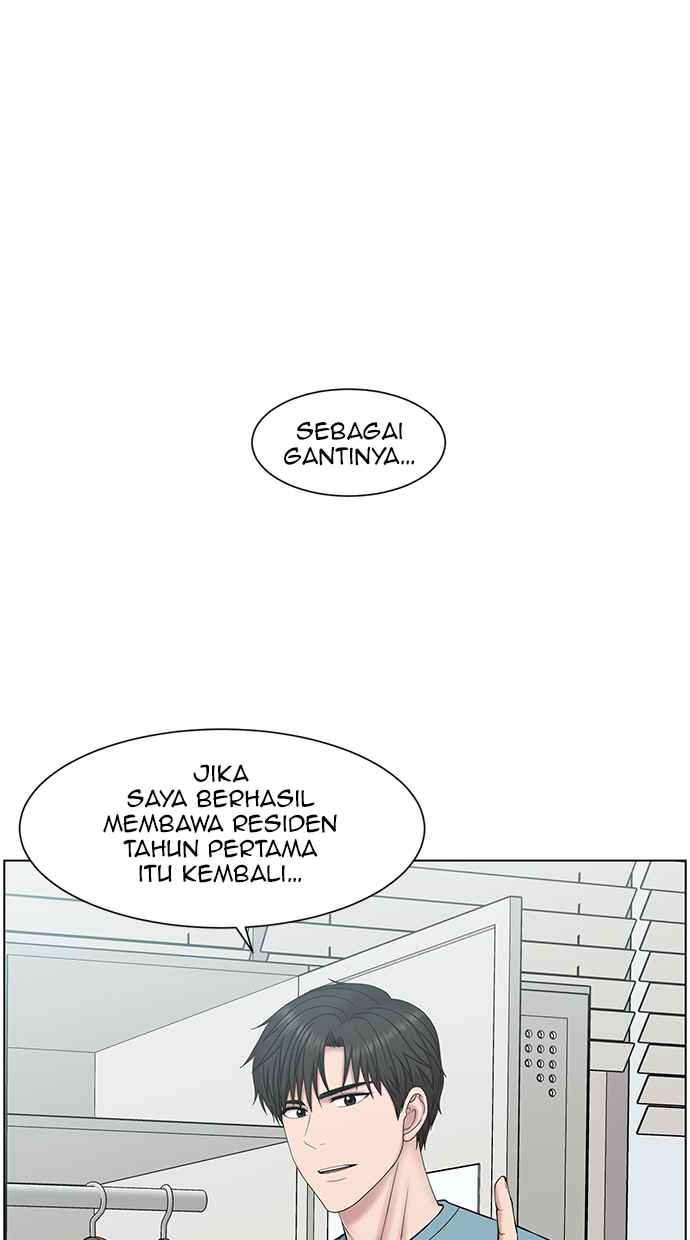 SEBAGAI
GANTINYA...
JIKA
SAYA BERHASIL
MEMBAWA RESIDEN
TAHUN PERTAMA
ITU KEMBALI...